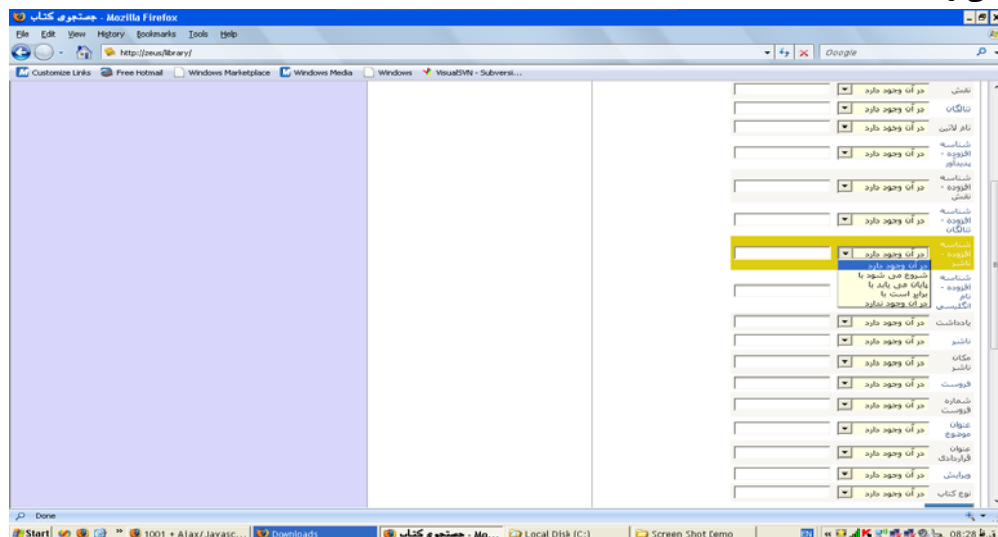 جستجوی کتاب - Mozilla Firefox
File Edit View History Bookmarks Tools Help
http://zeus/library/
Google
Customize Links Free Hotmail Windows Marketplace Windows Media Windows VisualSVN - Subversi...
نقش در آن وجود دارد
تنالگان در آن وجود دارد
نام لاتین در آن وجود دارد
شناسه افزوده - پدیدآور در آن وجود دارد
شناسه افزوده - نقش در آن وجود دارد
شناسه افزوده - تنالگان در آن وجود دارد
شناسه افزوده - ناشر در آن وجود دارد
در آن وجود دارد
شروع می شود با
پایان می یابد با
برابر است با
در آن وجود ندارد
شناسه افزوده - نام انگلیسی
یادداشت در آن وجود دارد
ناشر در آن وجود دارد
مکان ناشر در آن وجود دارد
فروست در آن وجود دارد
شماره فروست در آن وجود دارد
عنوان موضوع در آن وجود دارد
عنوان قراردادی در آن وجود دارد
ویرایش در آن وجود دارد
نوع کتاب در آن وجود دارد
Done
Start 1001 + Ajax/Javasc... Downloads جستجوی کتاب - Mo... Local Disk (C:) Screen Shot Demo EN 08:28 ق.ظ